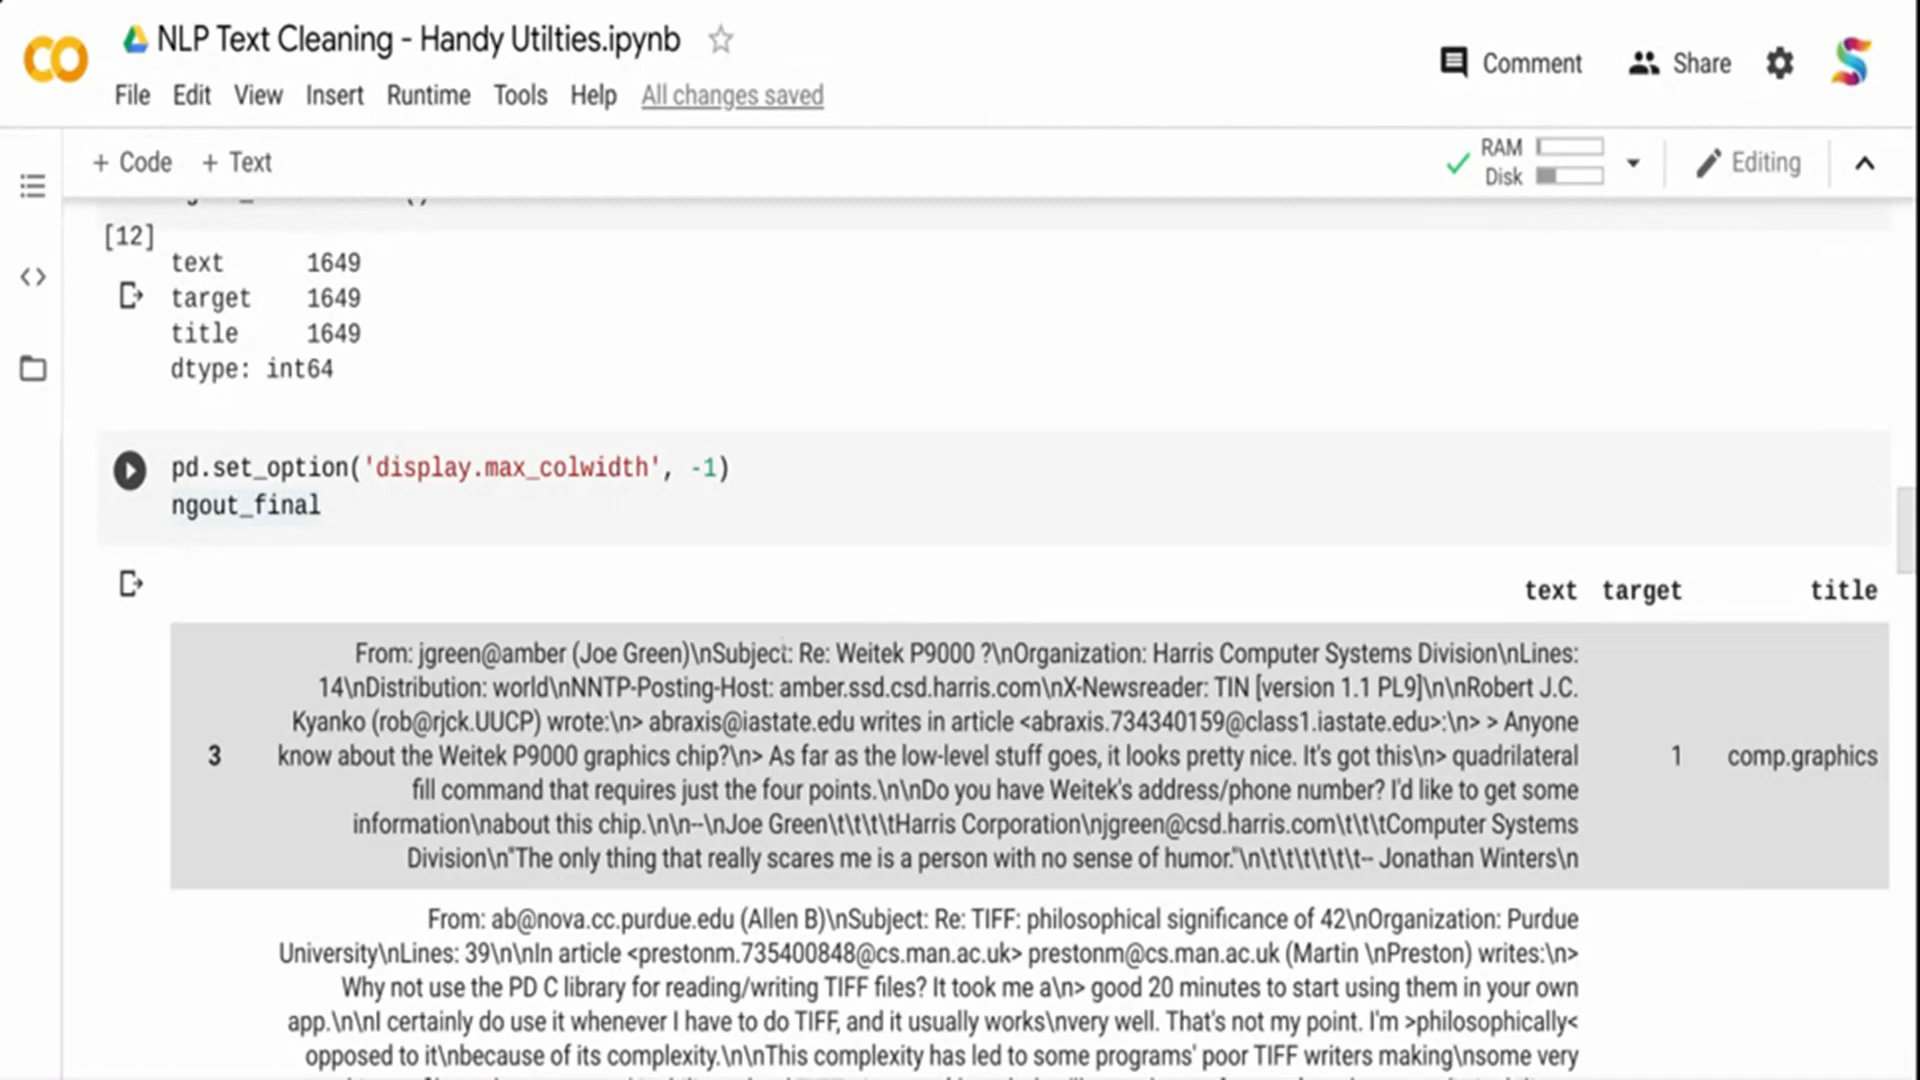 CO
NLP Text Cleaning - Handy Utilties.ipynb
Comment
Share
File Edit View Insert Runtime Tools Help All changes saved
+ Code + Text
RAM
Disk
Editing
[12]
text 1649
target 1649
title 1649
dtype: int64
pd.set_option('display.max_colwidth', -1)
ngout_final
text target title
From: jgreen@amber (Joe Green)\nSubject: Re: Weitek P9000 ?\nOrganization: Harris Computer Systems Division\nLines:
14\nDistribution: world\nNNTP-Posting-Host: amber.ssd.csd.harris.com\nX-Newsreader: TIN [version 1.1 PL9]\n\nRobert J.C.
Kyanko (rob@rjck.UUCP) wrote:\n> abraxis@iastate.edu writes in article <abraxis.734340159@class1.iastate.edu>:\n> > Anyone
3 know about the Weitek P9000 graphics chip?\n> As far as the low-level stuff goes, it looks pretty nice. It's got this\n> quadrilateral 1 comp.graphics
fill command that requires just the four points.\n\nDo you have Weitek's address/phone number? I'd like to get some
information\nabout this chip.\n\n--\nJoe Green\t\t\t\tHarris Corporation\njgreen@csd.harris.com\t\t\tComputer Systems
Division\n"The only thing that really scares me is a person with no sense of humor."\n\t\t\t\t\t\t-- Jonathan Winters\n
From: ab@nova.cc.purdue.edu (Allen B)\nSubject: Re: TIFF: philosophical significance of 42\nOrganization: Purdue
University\nLines: 39\n\nIn article <prestonm.735400848@cs.man.ac.uk> prestonm@cs.man.ac.uk (Martin \nPreston) writes:\n>
Why not use the PD C library for reading/writing TIFF files? It took me a\n> good 20 minutes to start using them in your own
app.\n\nI certainly do use it whenever I have to do TIFF, and it usually works\nvery well. That's not my point. I'm >philosophically<
opposed to it\nbecause of its complexity.\n\nThis complexity has led to some programs' poor TIFF writers making\nsome very